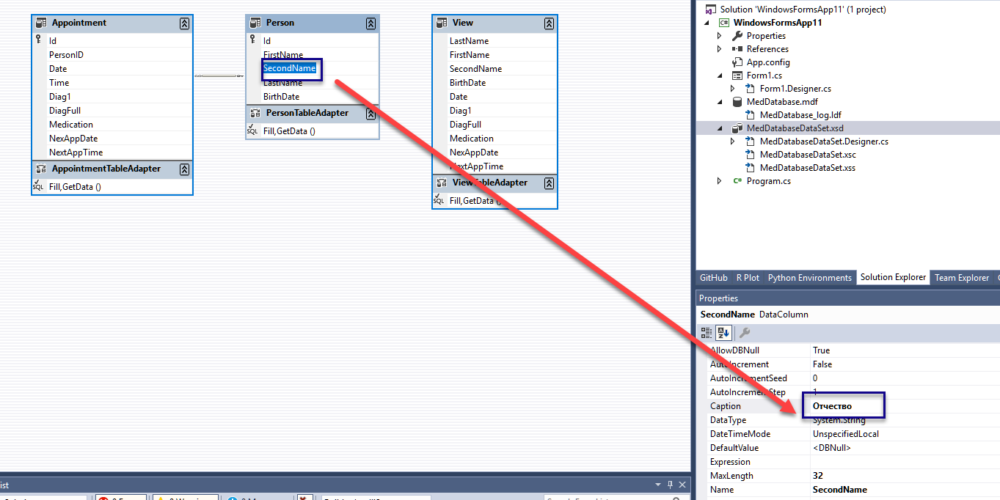 Appointment
Id
PersonID
Date
Time
Diag1
DiagFull
Medication
NexAppDate
NextAppTime
AppointmentTableAdapter
SQL Fill,GetData ()
Person
Id
FirstName
SecondName
LastName
BirthDate
PersonTableAdapter
SQL Fill,GetData ()
View
LastName
FirstName
SecondName
BirthDate
Date
Diag1
DiagFull
Medication
NexAppDate
NextAppTime
ViewTableAdapter
SQL Fill,GetData ()
Solution 'WindowsFormsApp11' (1 project)
C# WindowsFormsApp11
Properties
References
App.config
Form1.cs
Form1.Designer.cs
MedDatabase.mdf
MedDatabase_log.ldf
MedDatabaseDataSet.xsd
MedDatabaseDataSet.Designer.cs
MedDatabaseDataSet.xsc
MedDatabaseDataSet.xss
C# Program.cs
GitHub R Plot Python Environments Solution Explorer Team Explorer
Properties
SecondName DataColumn
AllowDBNull True
AutoIncrement False
AutoIncrementSeed 0
AutoIncrementStep 1
Caption Отчество
DataType System.String
DateTimeMode UnspecifiedLocal
DefaultValue <DBNull>
Expression
MaxLength 32
Name SecondName
ist